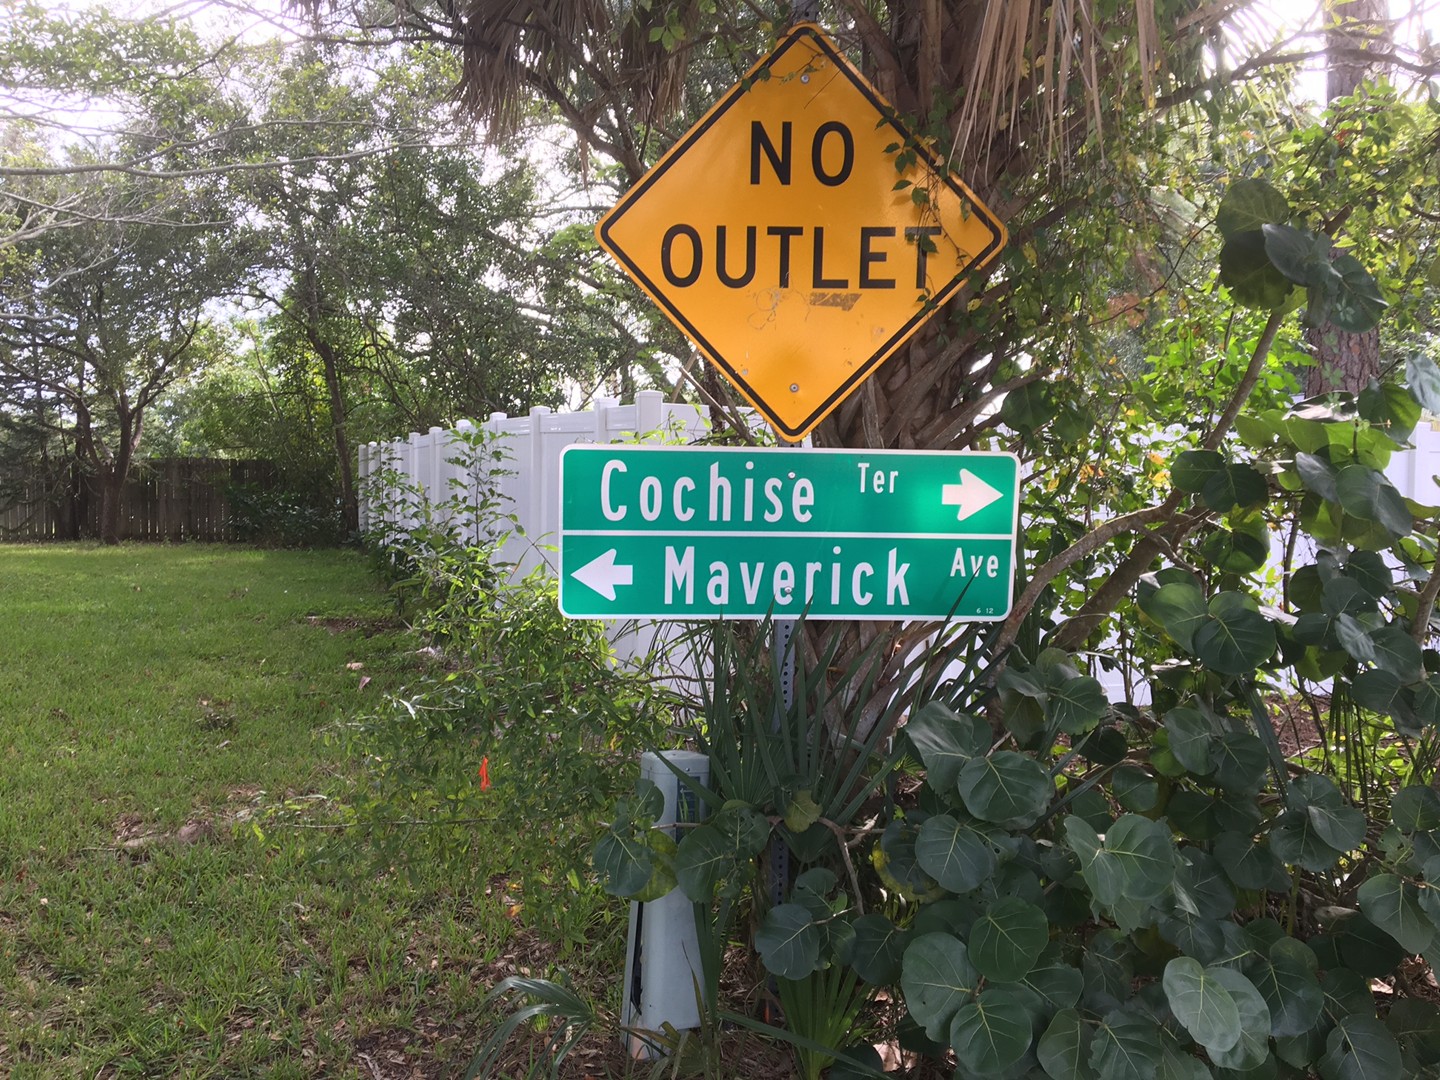 NO
OUTLET
Cochise Ter
Maverick Ave
6 12